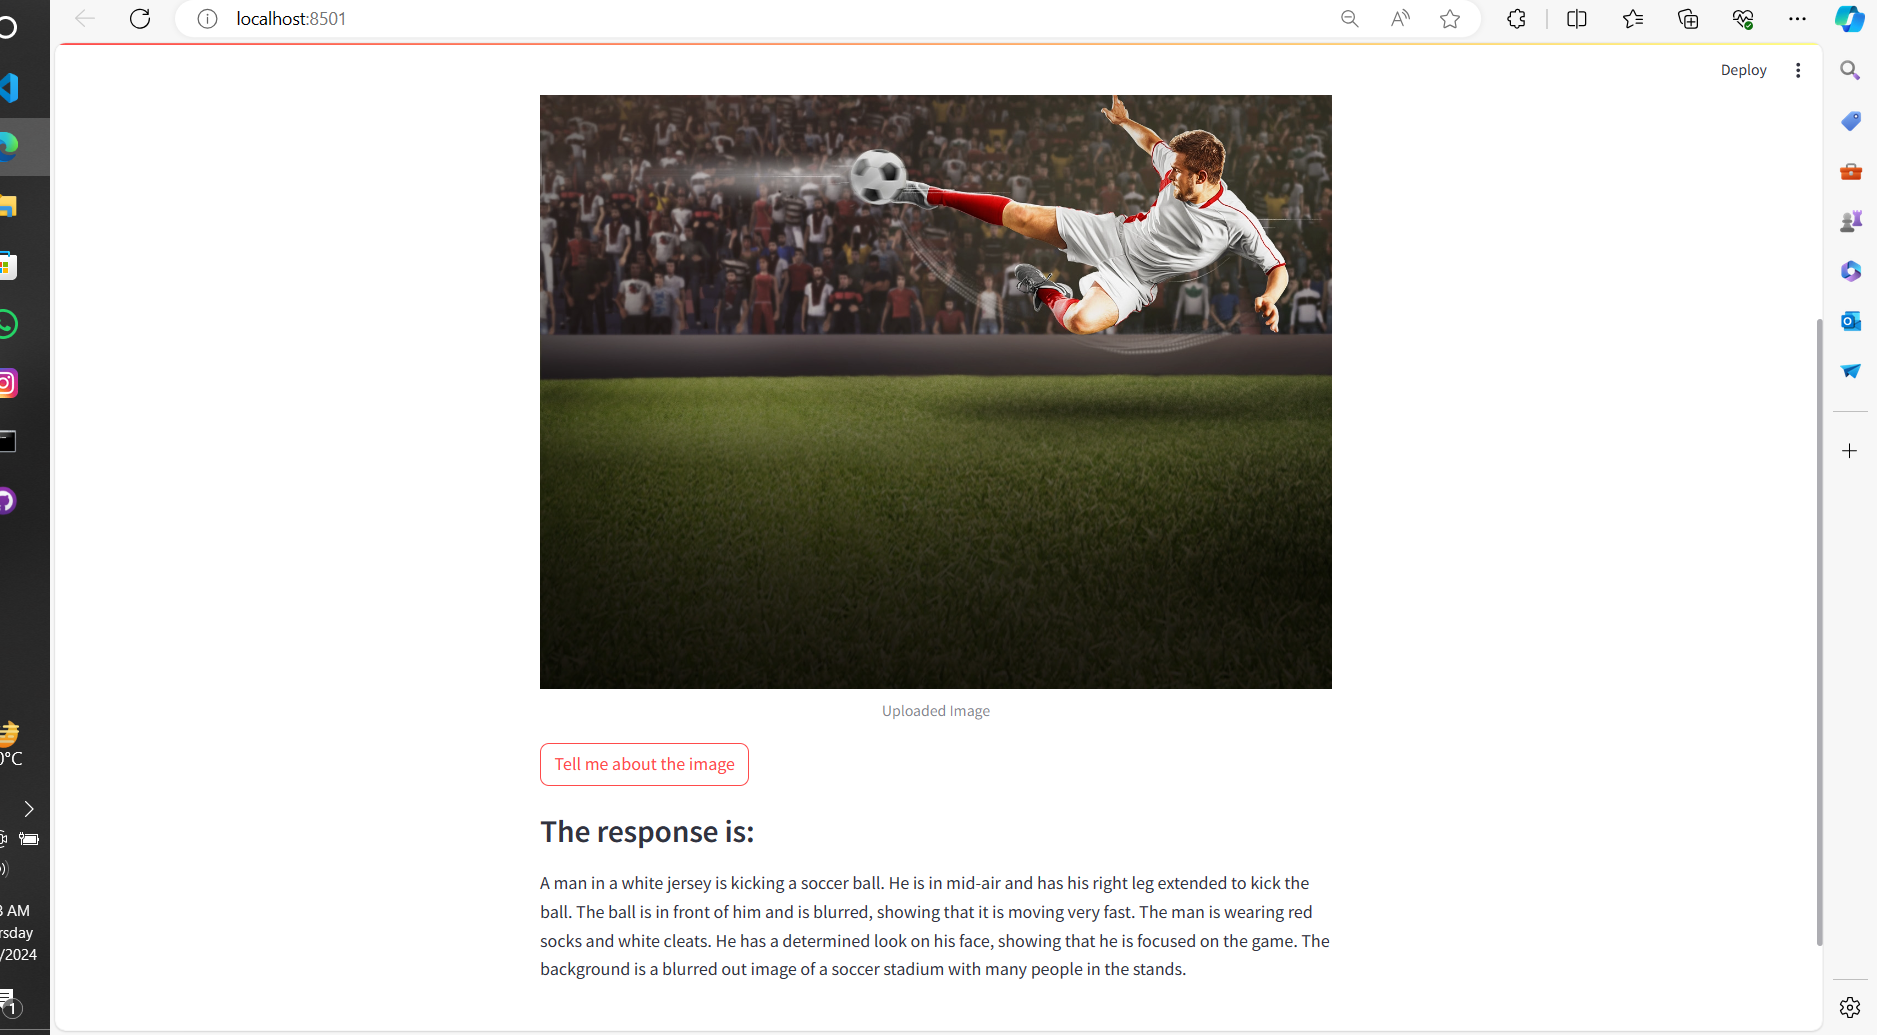 localhost:8501
Deploy
Uploaded Image
Tell me about the image
The response is:
A man in a white jersey is kicking a soccer ball. He is in mid-air and has his right leg extended to kick the
ball. The ball is in front of him and is blurred, showing that it is moving very fast. The man is wearing red
socks and white cleats. He has a determined look on his face, showing that he is focused on the game. The
background is a blurred out image of a soccer stadium with many people in the stands.
0°C
AM
rsday
/2024
1